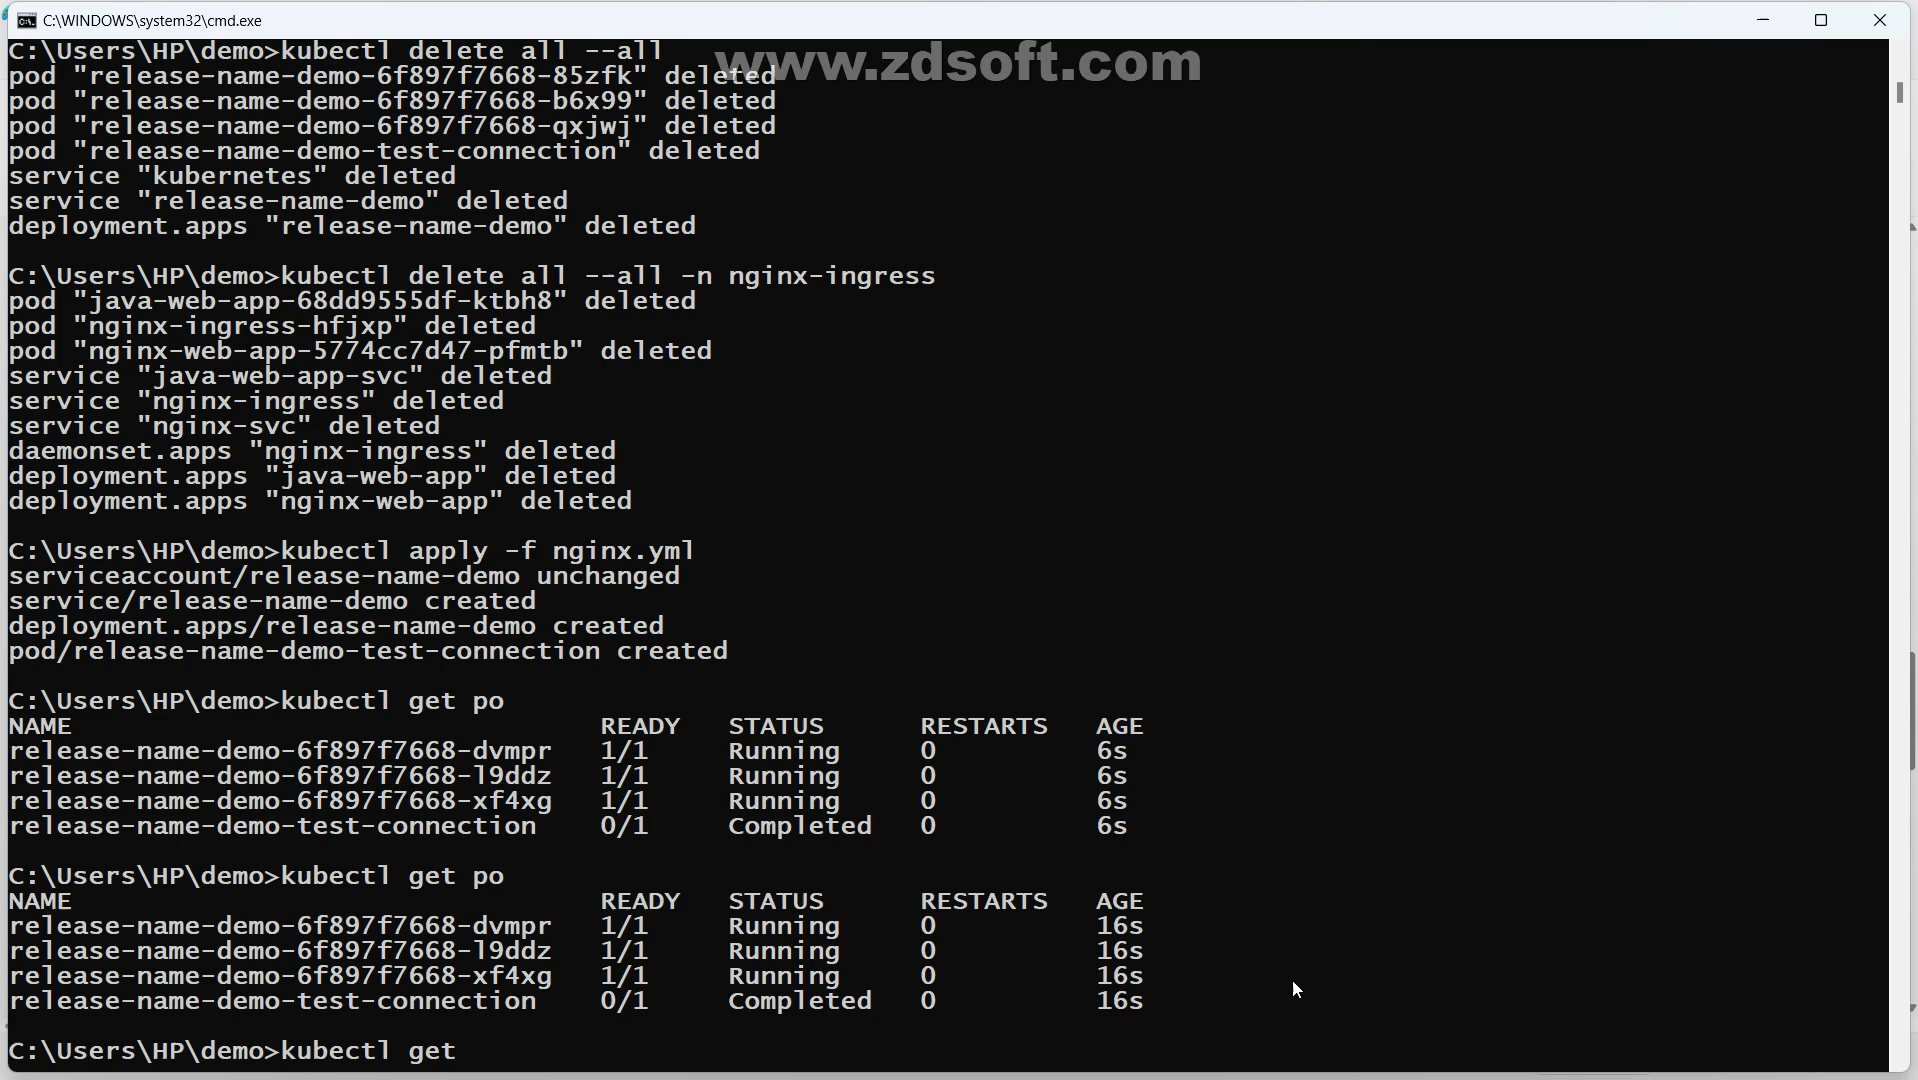 C:\WINDOWS\system32\cmd.exe
www.zdsoft.com
C:\Users\HP\demo>kubectl delete all --all
pod "release-name-demo-6f897f7668-85zfk" deleted
pod "release-name-demo-6f897f7668-b6x99" deleted
pod "release-name-demo-6f897f7668-qxjwj" deleted
pod "release-name-demo-test-connection" deleted
service "kubernetes" deleted
service "release-name-demo" deleted
deployment.apps "release-name-demo" deleted
C:\Users\HP\demo>kubectl delete all --all -n nginx-ingress
pod "java-web-app-68dd9555df-ktbh8" deleted
pod "nginx-ingress-hfjxp" deleted
pod "nginx-web-app-5774cc7d47-pfmtb" deleted
service "java-web-app-svc" deleted
service "nginx-ingress" deleted
service "nginx-svc" deleted
daemonset.apps "nginx-ingress" deleted
deployment.apps "java-web-app" deleted
deployment.apps "nginx-web-app" deleted
C:\Users\HP\demo>kubectl apply -f nginx.yml
serviceaccount/release-name-demo unchanged
service/release-name-demo created
deployment.apps/release-name-demo created
pod/release-name-demo-test-connection created
C:\Users\HP\demo>kubectl get po
NAME READY STATUS RESTARTS AGE
release-name-demo-6f897f7668-dvmpr 1/1 Running 0 6s
release-name-demo-6f897f7668-l9ddz 1/1 Running 0 6s
release-name-demo-6f897f7668-xf4xg 1/1 Running 0 6s
release-name-demo-test-connection 0/1 Completed 0 6s
C:\Users\HP\demo>kubectl get po
NAME READY STATUS RESTARTS AGE
release-name-demo-6f897f7668-dvmpr 1/1 Running 0 16s
release-name-demo-6f897f7668-l9ddz 1/1 Running 0 16s
release-name-demo-6f897f7668-xf4xg 1/1 Running 0 16s
release-name-demo-test-connection 0/1 Completed 0 16s
C:\Users\HP\demo>kubectl get